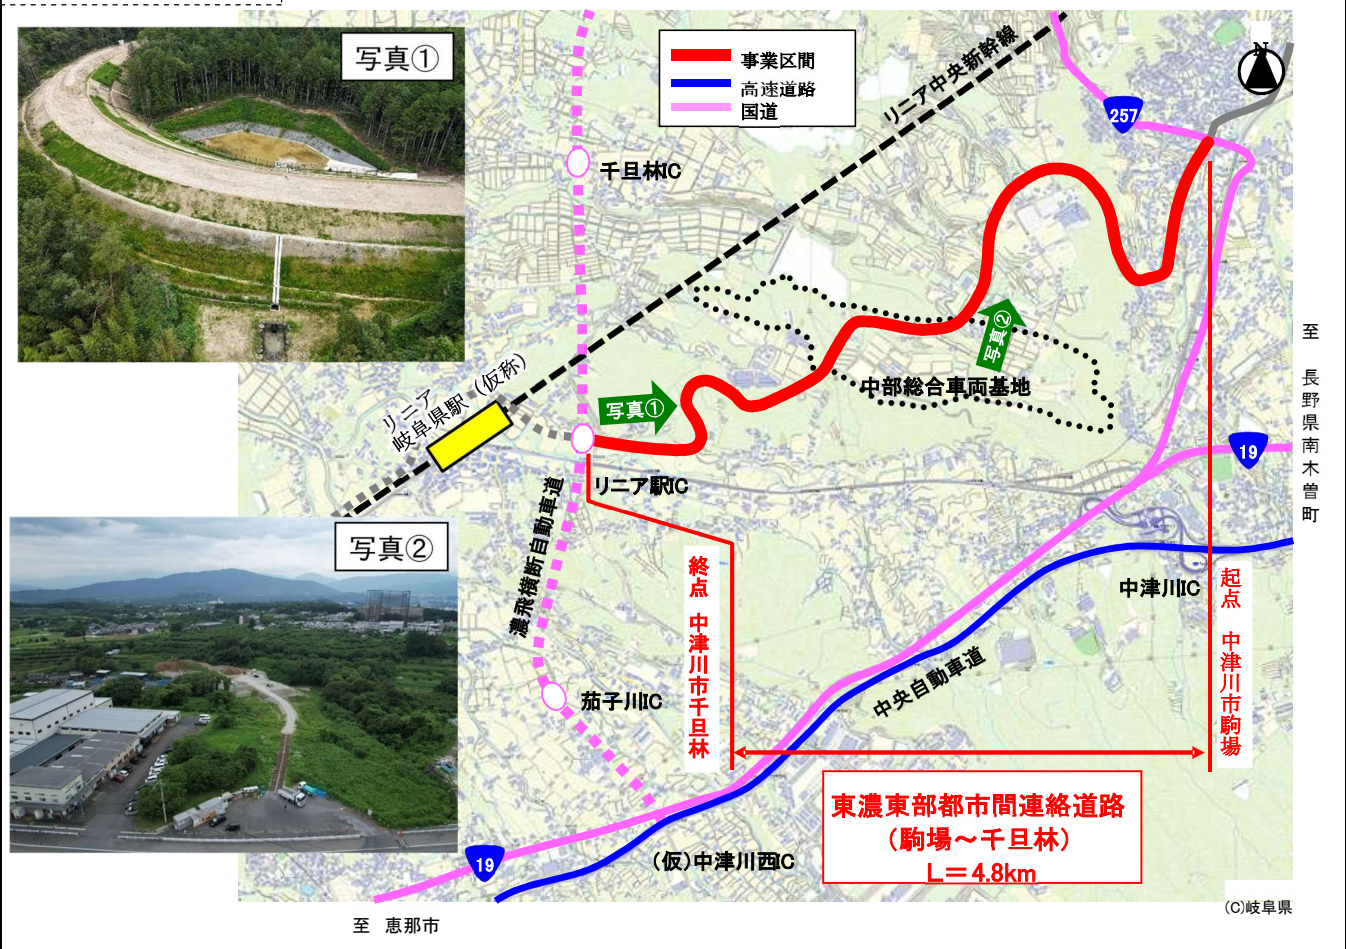 写真①
事業区間
高速道路
国道
N
リニア中央新幹線
257
千旦林IC
写真②
中部総合車両基地
写真①
リニア
岐阜県駅（仮称）
至 長野県南木曽町
19
リニア駅IC
濃飛横断自動車道
写真②
終点 中津川市千旦林
中津川IC
起点 中津川市駒場
中央自動車道
茄子川IC
東濃東部都市間連絡道路
（駒場～千旦林）
L＝4.8km
(仮)中津川西IC
19
(C)岐阜県
至 恵那市